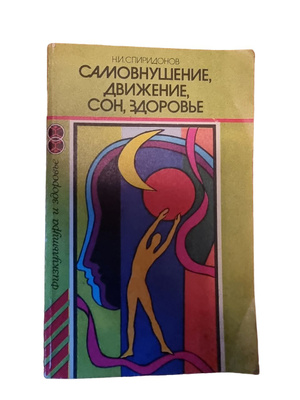 Н.И.СПИРИДОНОВ
САМОВНУШЕНИЕ,
ДВИЖЕНИЕ,
СОН, ЗДОРОВЬЕ
Физкультура и здоровье